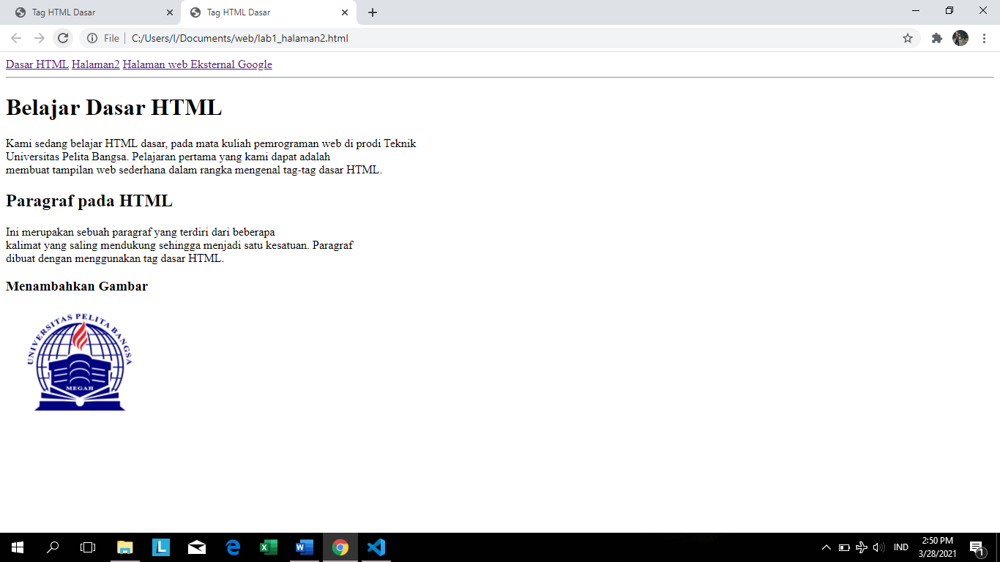 Tag HTML Dasar
Tag HTML Dasar
File
C:/Users/I/Documents/web/lab1_halaman2.html
Dasar HTML Halaman2 Halaman web Eksternal Google
Belajar Dasar HTML
Kami sedang belajar HTML dasar, pada mata kuliah pemrograman web di prodi Teknik
Universitas Pelita Bangsa. Pelajaran pertama yang kami dapat adalah
membuat tampilan web sederhana dalam rangka mengenal tag-tag dasar HTML.
Paragraf pada HTML
Ini merupakan sebuah paragraf yang terdiri dari beberapa
kalimat yang saling mendukung sehingga menjadi satu kesatuan. Paragraf
dibuat dengan menggunakan tag dasar HTML.
Menambahkan Gambar
UNIVERSITAS PELITA BANGSA
MEGAH
L
IND
2:50 PM
3/28/2021
1